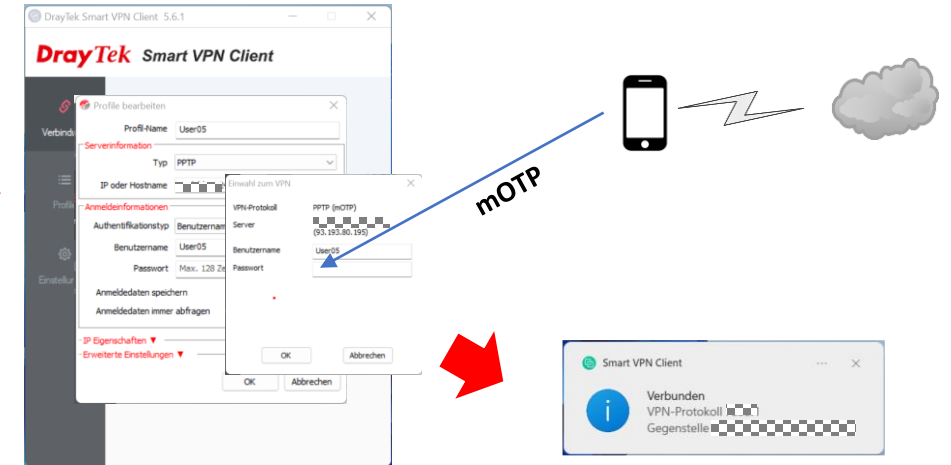 DrayTek Smart VPN Client 5.6.1
DrayTek Smart VPN Client
Profile bearbeiten
Profil-Name User05
Serverinformation
Typ PPTP
IP oder Hostname
Anmeldeinformationen
Authentifikationstyp Benutzernam
Benutzername User05
Passwort Max. 128 Ze
Anmeldedaten speichern
Anmeldedaten immer abfragen
IP Eigenschaften ▼
Erweiterte Einstellungen ▼
OK Abbrechen
Verbindu
Profile
Einstellun
Einwahl zum VPN
VPN-Protokoll PPTP (mOTP)
Server
(93.193.80.195)
Benutzername User05
Passwort
OK Abbrechen
mOTP
Smart VPN Client
Verbunden
VPN-Protokoll
Gegenstelle